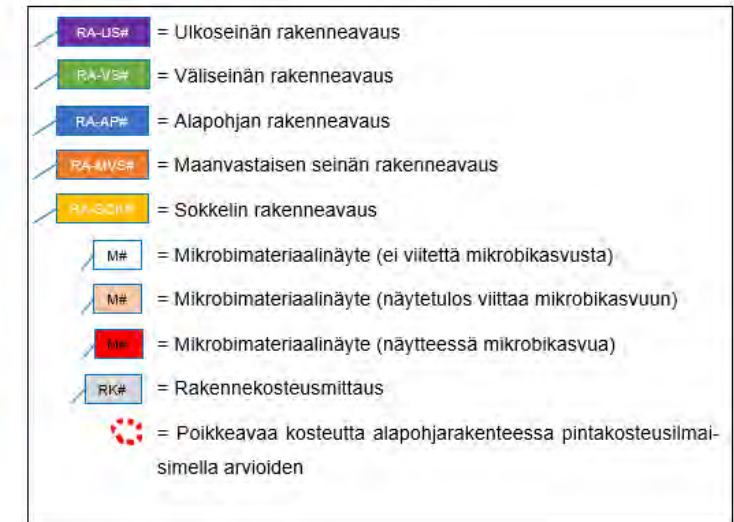 RA-US# = Ulkoseinän rakenneavaus
RA-VS# = Väliseinän rakenneavaus
RA-AP# = Alapohjan rakenneavaus
RA-MVS# = Maanvastaisen seinän rakenneavaus
RA-SOK# = Sokkelin rakenneavaus
M# = Mikrobimateriaalinäyte (ei viitettä mikrobikasvusta)
M# = Mikrobimateriaalinäyte (näytetulos viittaa mikrobikasvuun)
M# = Mikrobimateriaalinäyte (näytteessä mikrobikasvua)
RK# = Rakennekosteusmittaus
= Poikkeavaa kosteutta alapohjarakenteessa pintakosteusilmai-
simella arvioiden